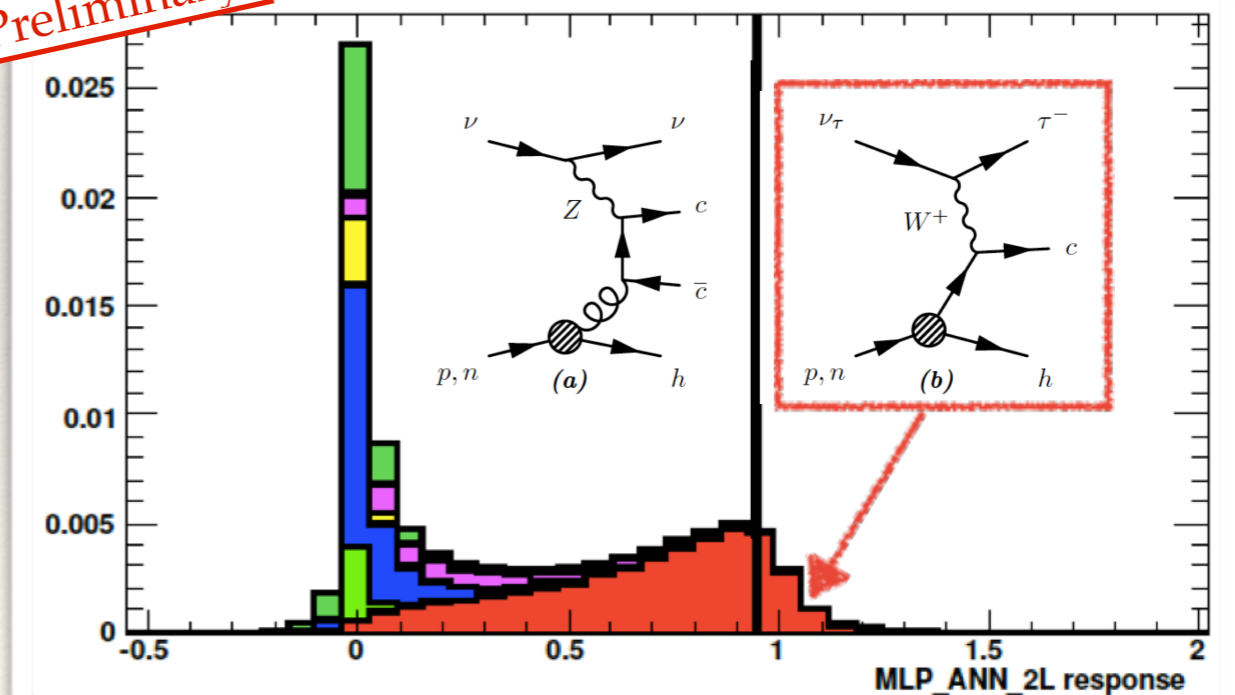 Preliminary
0.025
0.02
0.015
0.01
0.005
0
-0.5
0
0.5
1
1.5
2
MLP_ANN_2L response
ν
ν
Z
c
c̄
p, n
(a)
h
ν_τ
τ⁻
W⁺
c
p, n
(b)
h